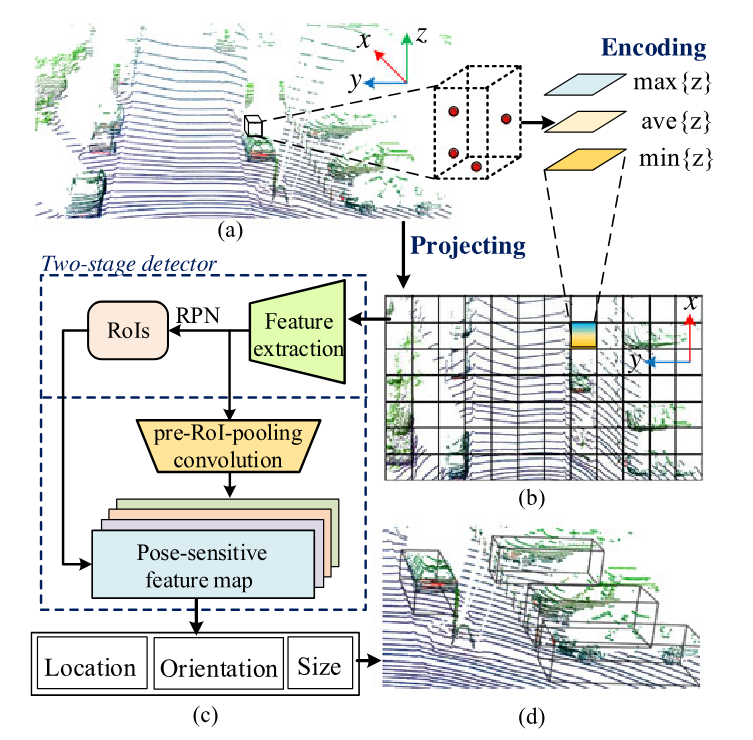 Encoding
z
x
y
max{z}
ave{z}
min{z}
(a)
Projecting
Two-stage detector
RoIs
RPN
Feature
extraction
x
y
pre-RoI-pooling
convolution
(b)
Pose-sensitive
feature map
Location
Orientation
Size
(c)
(d)